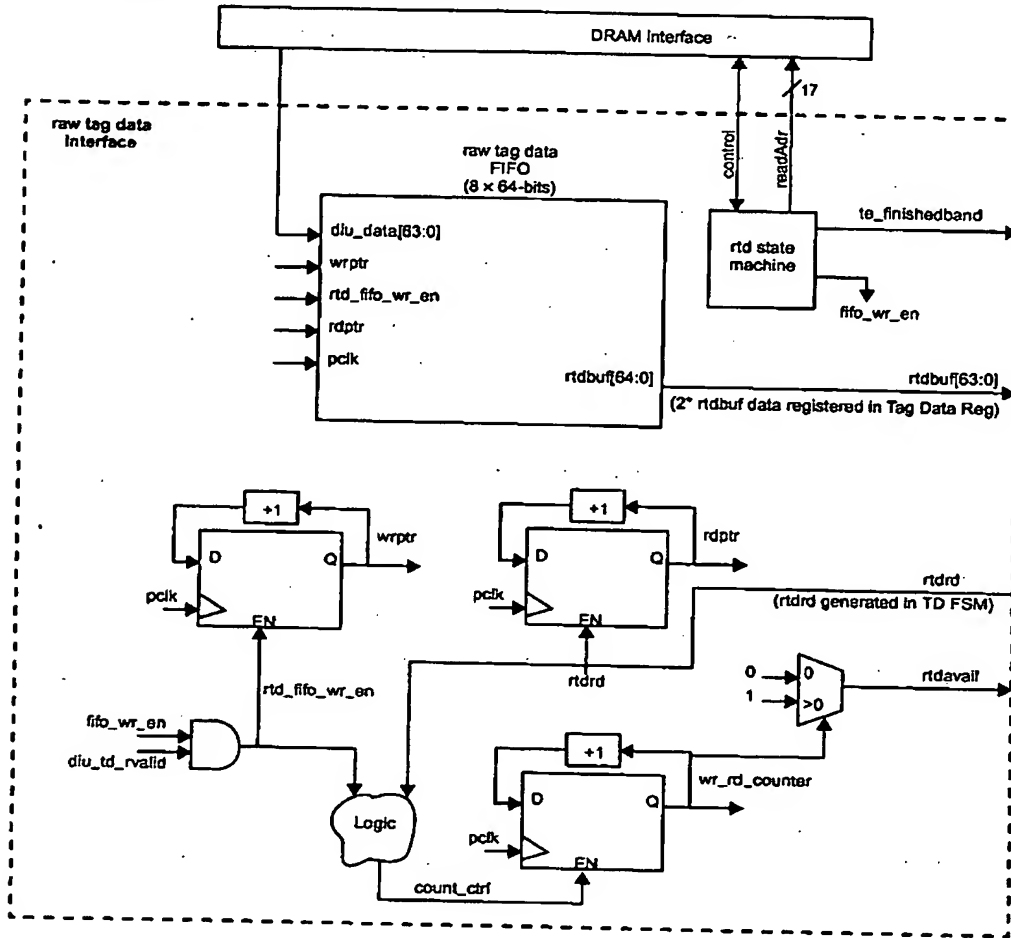 DRAM Interface
17
raw tag data
Interface
raw tag data
FIFO
(8 × 64-bits)
control
readAdr
diu_data[63:0]
wrptr
rtd_fifo_wr_en
rdptr
pclk
rtdbuf[64:0]
rtd state
machine
te_finishedband
fifo_wr_en
rtdbuf[63:0]
(2* rtdbuf data registered in Tag Data Reg)
+1
wrptr
D
Q
pclk
EN
rtd_fifo_wr_en
+1
rdptr
D
Q
pclk
EN
rtdrd
rtdrd
(rtdrd generated in TD FSM)
0
0
1
>0
rtdavail
fifo_wr_en
diu_td_rvalid
Logic
count_ctrl
+1
wr_rd_counter
D
Q
pclk
EN